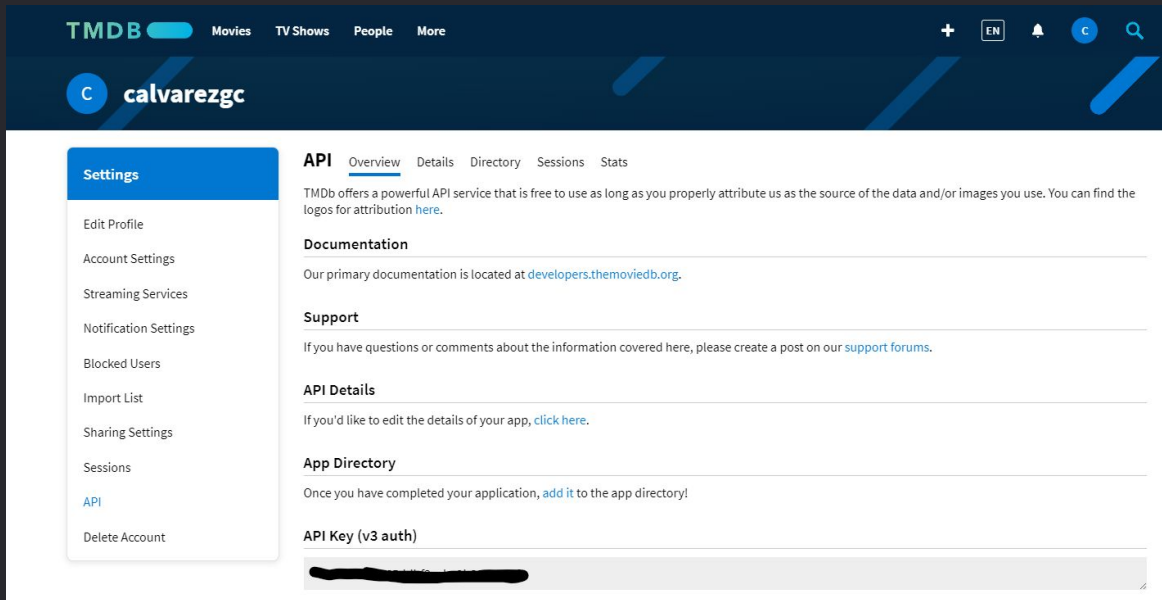 TMDB Movies TV Shows People More EN C
C calvarezgc
Settings
Edit Profile
Account Settings
Streaming Services
Notification Settings
Blocked Users
Import List
Sharing Settings
Sessions
API
Delete Account
API Overview Details Directory Sessions Stats
TMDb offers a powerful API service that is free to use as long as you properly attribute us as the source of the data and/or images you use. You can find the
logos for attribution here.
Documentation
Our primary documentation is located at developers.themoviedb.org.
Support
If you have questions or comments about the information covered here, please create a post on our support forums.
API Details
If you'd like to edit the details of your app, click here.
App Directory
Once you have completed your application, add it to the app directory!
API Key (v3 auth)